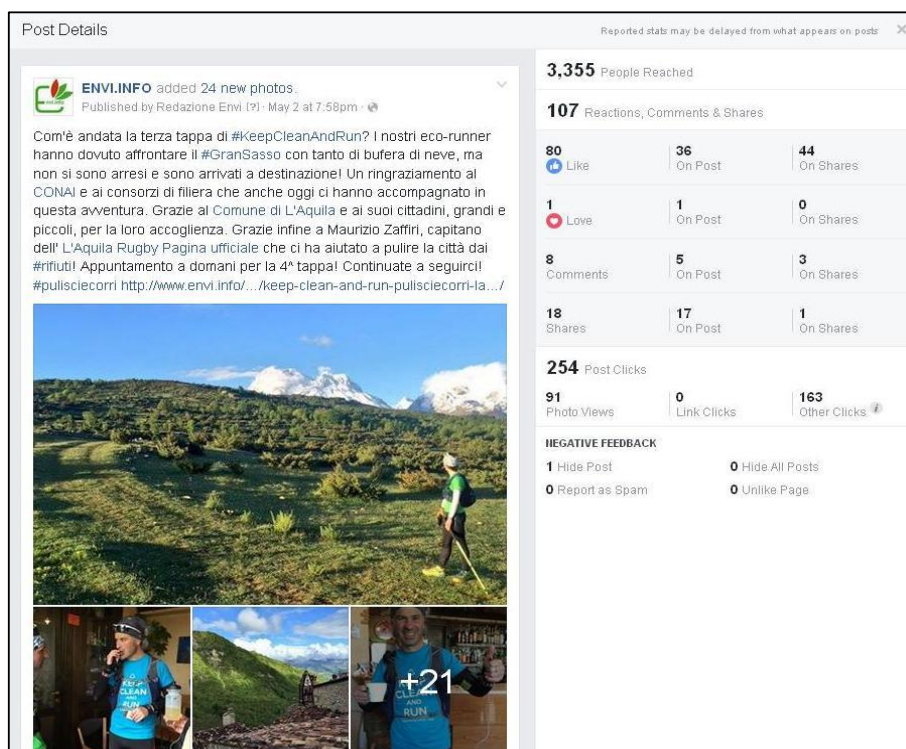 Post Details
Reported stats may be delayed from what appears on posts
ENVI.INFO added 24 new photos.
Published by Redazione Envi [?] · May 2 at 7:58pm ·
Com'è andata la terza tappa di #KeepCleanAndRun? I nostri eco-runner
hanno dovuto affrontare il #GranSasso con tanto di bufera di neve, ma
non si sono arresi e sono arrivati a destinazione! Un ringraziamento al
CONAI e ai consorzi di filiera che anche oggi ci hanno accompagnato in
questa avventura. Grazie al Comune di L'Aquila e ai suoi cittadini, grandi e
piccoli, per la loro accoglienza. Grazie infine a Maurizio Zaffiri, capitano
dell' L'Aquila Rugby Pagina ufficiale che ci ha aiutato a pulire la città dai
#rifiuti! Appuntamento a domani per la 4^ tappa! Continuate a seguirci!
#pulisciecorri http://www.envi.info/.../keep-clean-and-run-pulisciecorri-la.../
KEEP
CLEAN
AND
RUN
+21
KEEP
CLEAN
AND
RUN
3,355 People Reached
107 Reactions, Comments & Shares
80 36 44
Like On Post On Shares
1 1 0
Love On Post On Shares
8 5 3
Comments On Post On Shares
18 17 1
Shares On Post On Shares
254 Post Clicks
91 0 163
Photo Views Link Clicks Other Clicks
NEGATIVE FEEDBACK
1 Hide Post 0 Hide All Posts
0 Report as Spam 0 Unlike Page